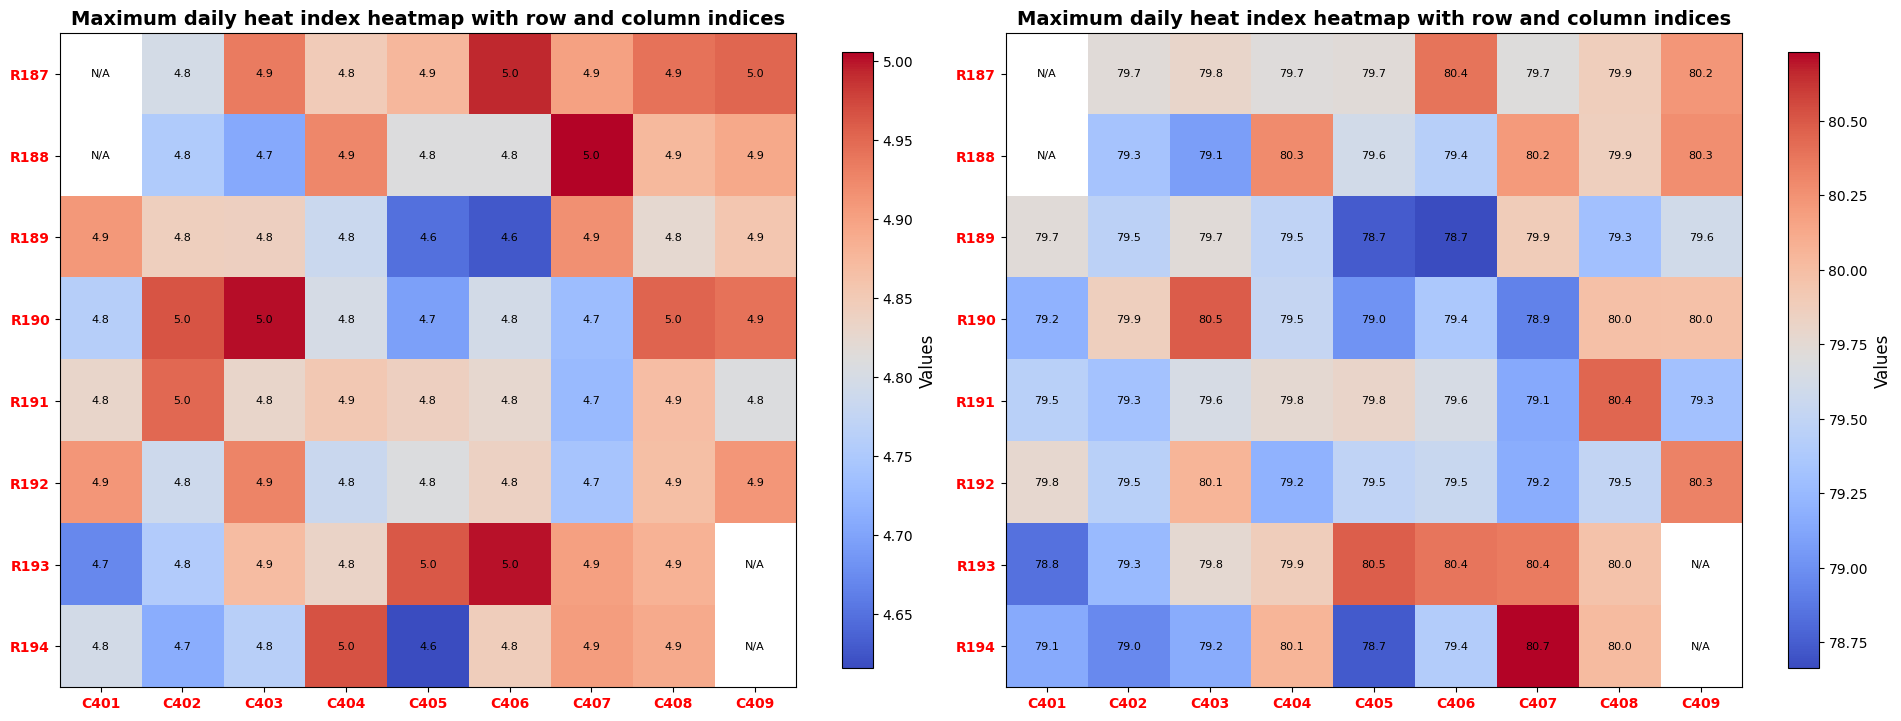 Maximum daily heat index heatmap with row and column indices
R187 N/A 4.8 4.9 4.8 4.9 5.0 4.9 4.9 5.0
R188 N/A 4.8 4.7 4.9 4.8 4.8 5.0 4.9 4.9
R189 4.9 4.8 4.8 4.8 4.6 4.6 4.9 4.8 4.9
R190 4.8 5.0 5.0 4.8 4.7 4.8 4.7 5.0 4.9
R191 4.8 5.0 4.8 4.9 4.8 4.8 4.7 4.9 4.8
R192 4.9 4.8 4.9 4.8 4.8 4.8 4.7 4.9 4.9
R193 4.7 4.8 4.9 4.8 5.0 5.0 4.9 4.9 N/A
R194 4.8 4.7 4.8 5.0 4.6 4.8 4.9 4.9 N/A
C401 C402 C403 C404 C405 C406 C407 C408 C409
5.00
4.95
4.90
4.85
4.80
4.75
4.70
4.65
Values
Maximum daily heat index heatmap with row and column indices
R187 N/A 79.7 79.8 79.7 79.7 80.4 79.7 79.9 80.2
R188 N/A 79.3 79.1 80.3 79.6 79.4 80.2 79.9 80.3
R189 79.7 79.5 79.7 79.5 78.7 78.7 79.9 79.3 79.6
R190 79.2 79.9 80.5 79.5 79.0 79.4 78.9 80.0 80.0
R191 79.5 79.3 79.6 79.8 79.8 79.6 79.1 80.4 79.3
R192 79.8 79.5 80.1 79.2 79.5 79.5 79.2 79.5 80.3
R193 78.8 79.3 79.8 79.9 80.5 80.4 80.4 80.0 N/A
R194 79.1 79.0 79.2 80.1 78.7 79.4 80.7 80.0 N/A
C401 C402 C403 C404 C405 C406 C407 C408 C409
80.50
80.25
80.00
79.75
79.50
79.25
79.00
78.75
Values